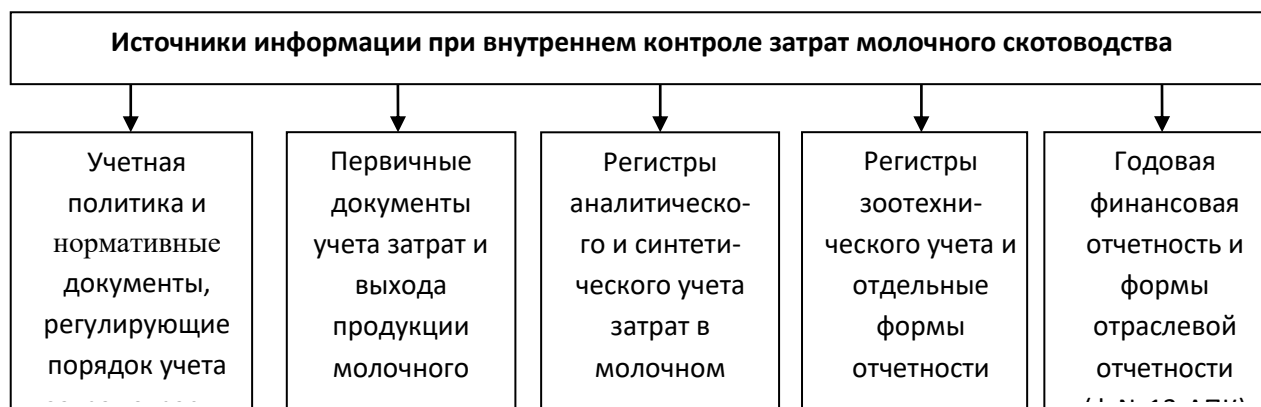 Источники информации при внутреннем контроле затрат молочного скотоводства
Учетная
политика и
нормативные
документы,
регулирующие
порядок учета
Первичные
документы
учета затрат и
выхода
продукции
молочного
Регистры
аналитическо-
го и синтети-
ческого учета
затрат в
молочном
Регистры
зоотехни-
ческого учета и
отдельные
формы
отчетности
Годовая
финансовая
отчетность и
формы
отраслевой
отчетности